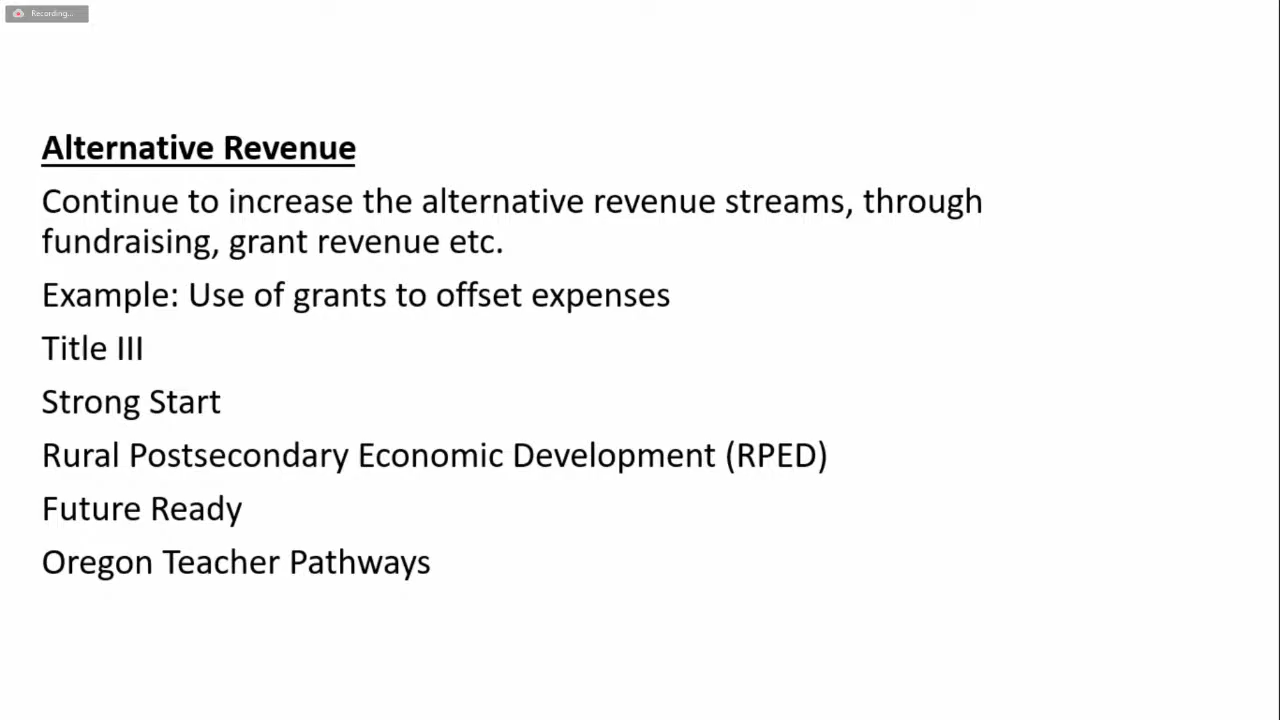 Recording...
Alternative Revenue
Continue to increase the alternative revenue streams, through
fundraising, grant revenue etc.
Example: Use of grants to offset expenses
Title III
Strong Start
Rural Postsecondary Economic Development (RPED)
Future Ready
Oregon Teacher Pathways